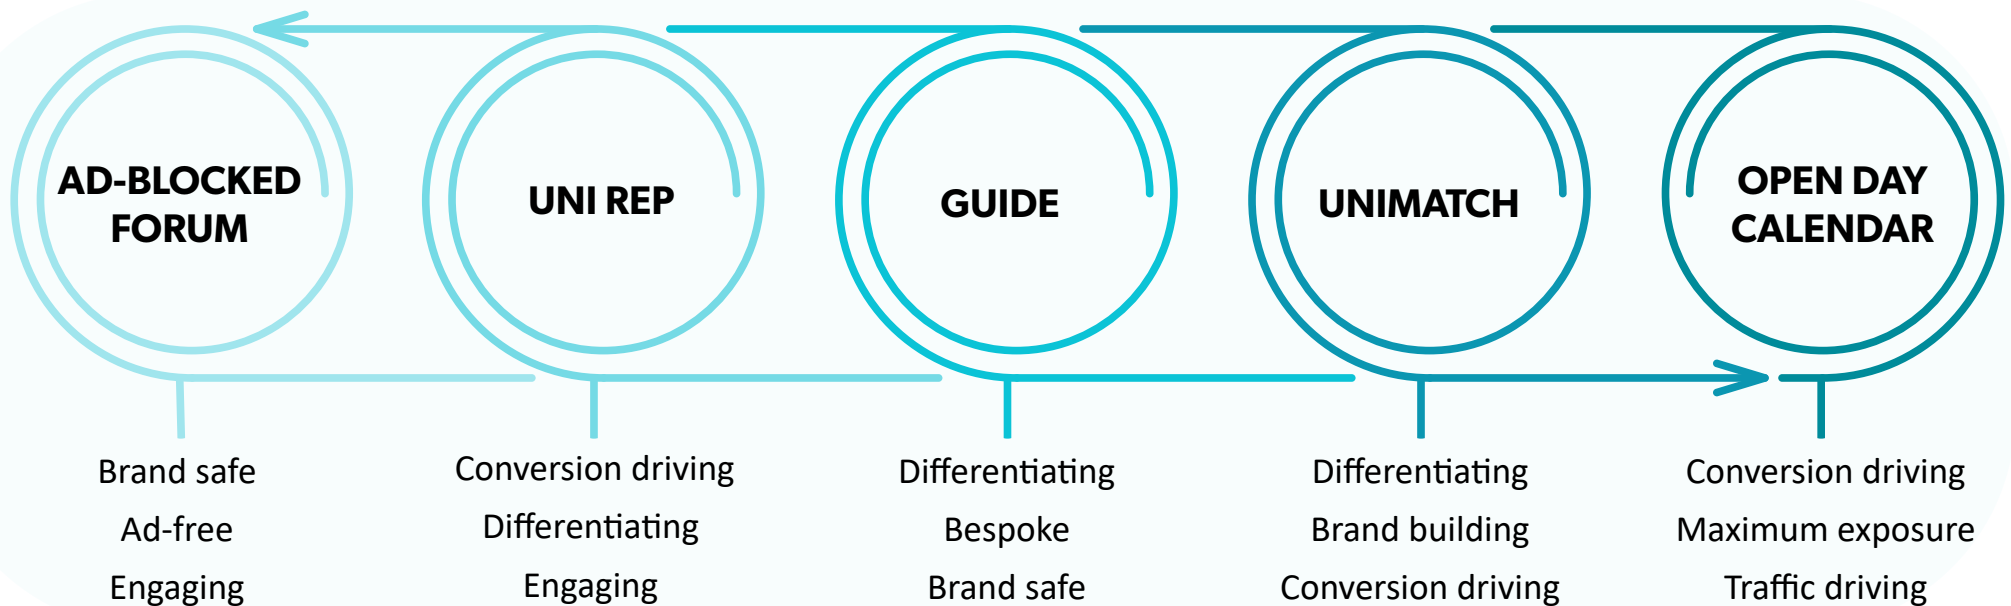 AD-BLOCKED
FORUM
UNI REP
GUIDE
UNIMATCH
OPEN DAY
CALENDAR
Brand safe
Ad-free
Engaging
Conversion driving
Differentiating
Engaging
Differentiating
Bespoke
Brand safe
Differentiating
Brand building
Conversion driving
Conversion driving
Maximum exposure
Traffic driving